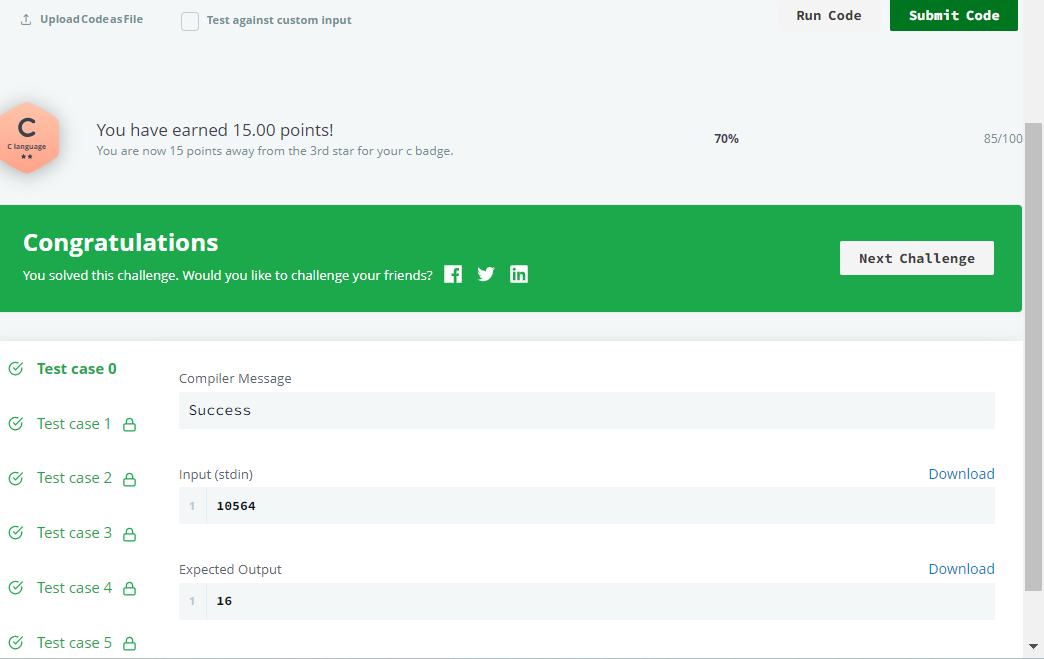 Upload Code as File
Test against custom input
Run Code
Submit Code
C
C language
★★
You have earned 15.00 points!
You are now 15 points away from the 3rd star for your c badge.
70%
85/100
Congratulations
You solved this challenge. Would you like to challenge your friends?
Next Challenge
Test case 0
Test case 1
Test case 2
Test case 3
Test case 4
Test case 5
Compiler Message
Success
Input (stdin)
Download
1 10564
Expected Output
Download
1 16